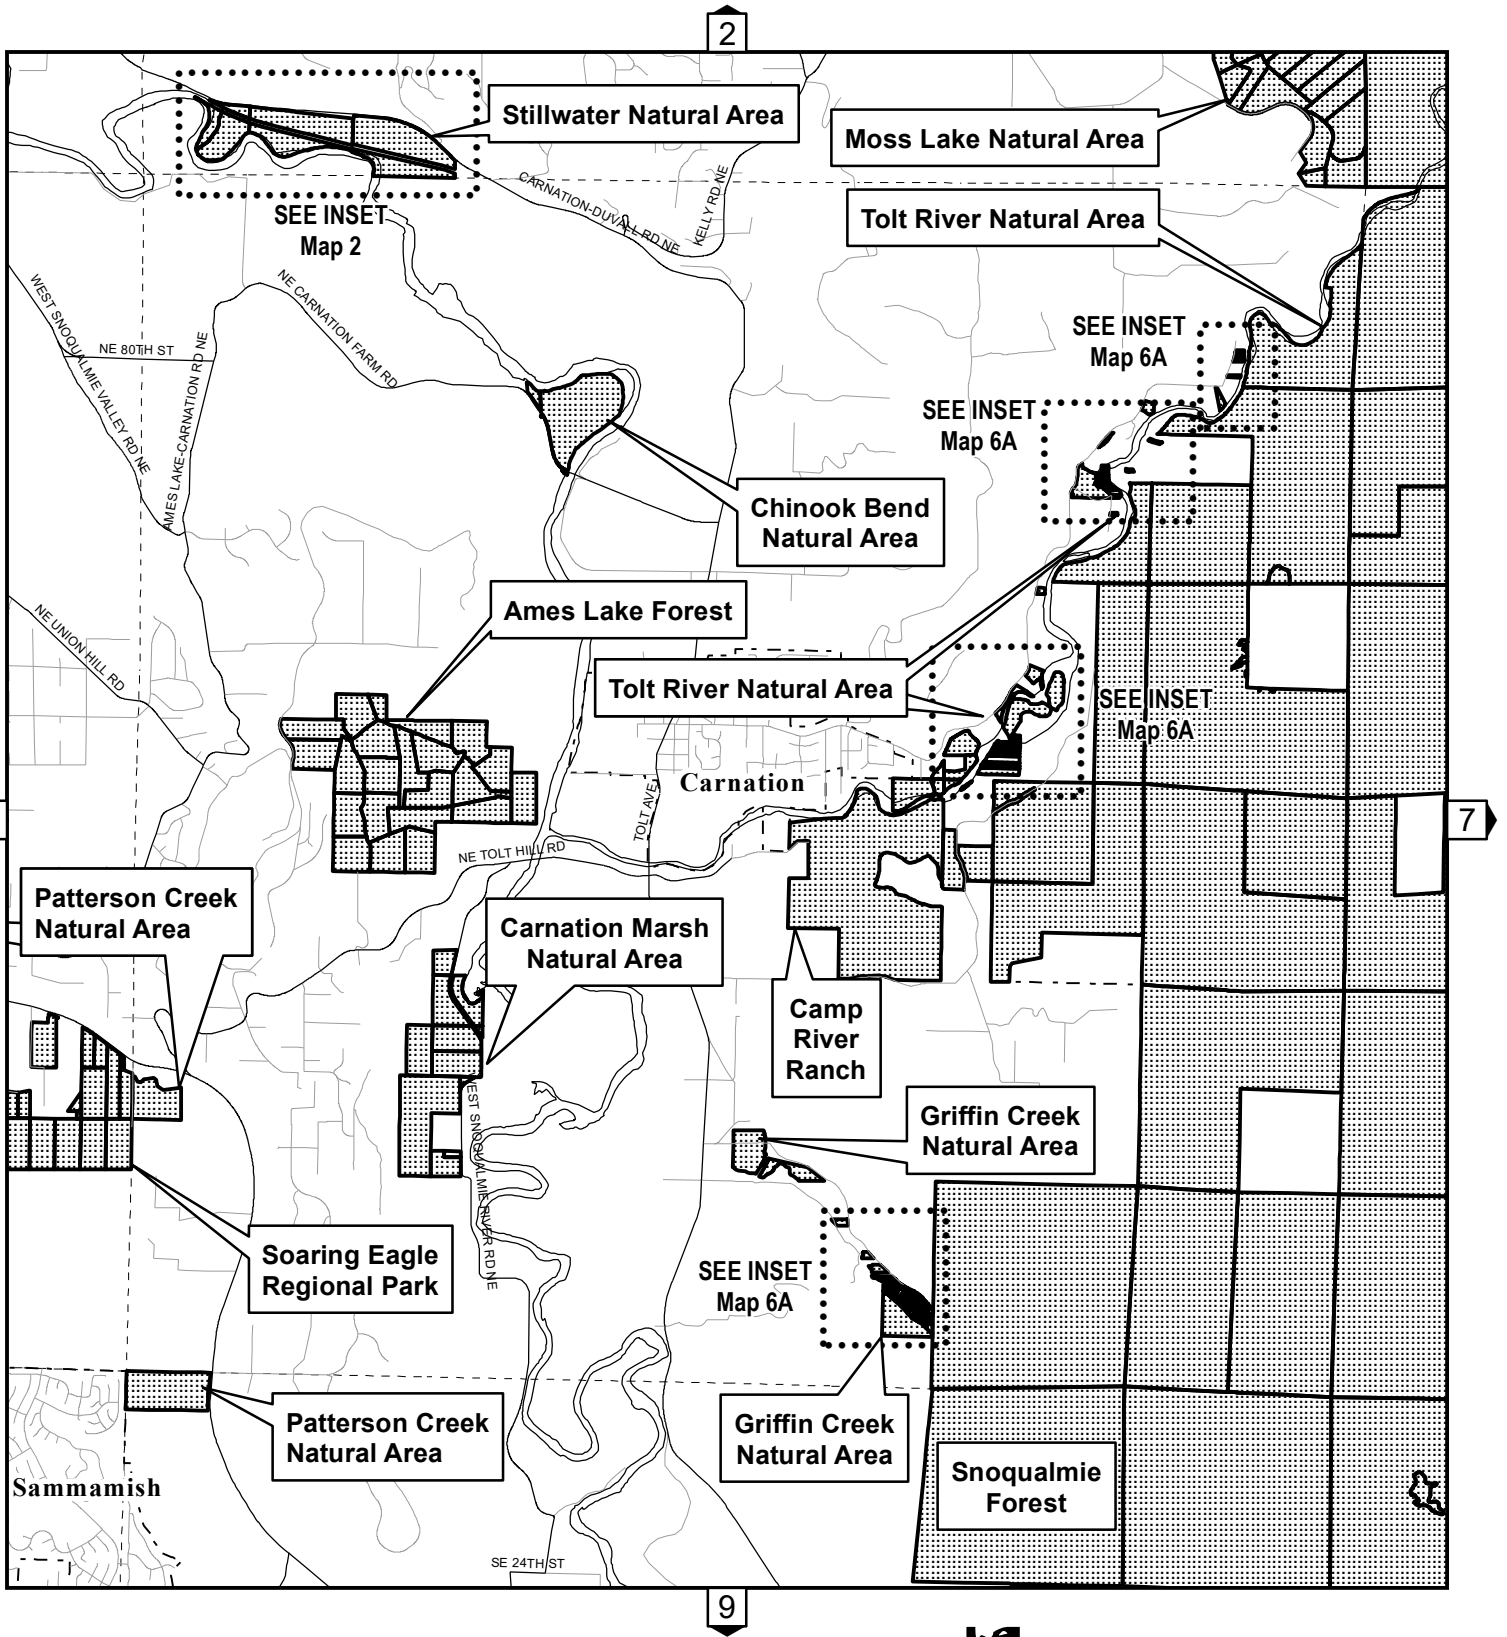 2
Stillwater Natural Area
Moss Lake Natural Area
CARNATION-DUVALL RD NE
KELLY RD NE
SEE INSET
Map 2
Tolt River Natural Area
WEST SNOQUALMIE VALLEY RD NE
NE CARNATION FARM RD
NE 80TH ST
AMES LAKE-CARNATION RD NE
SEE INSET
Map 6A
SEE INSET
Map 6A
Chinook Bend
Natural Area
Ames Lake Forest
NE UNION HILL RD
Tolt River Natural Area
SEE INSET
Map 6A
Carnation
TOLT AVE
7
NE TOLT HILL RD
Patterson Creek
Natural Area
Carnation Marsh
Natural Area
Camp
River
Ranch
Griffin Creek
Natural Area
WEST SNOQUALMIE RIVER RD NE
Soaring Eagle
Regional Park
SEE INSET
Map 6A
Patterson Creek
Natural Area
Griffin Creek
Natural Area
Snoqualmie
Forest
Sammamish
SE 24TH ST
9